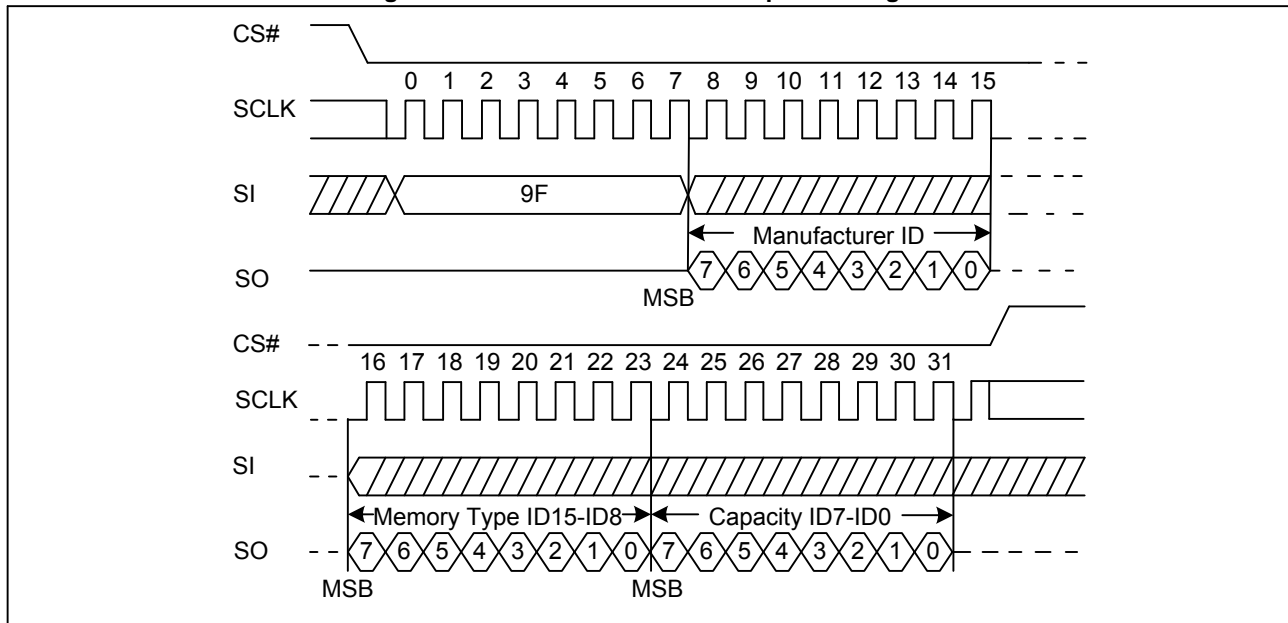 CS#
0 1 2 3 4 5 6 7 8 9 10 11 12 13 14 15
SCLK
SI 9F
Manufacturer ID
SO 7 6 5 4 3 2 1 0
MSB
CS#
16 17 18 19 20 21 22 23 24 25 26 27 28 29 30 31
SCLK
SI
Memory Type ID15-ID8 Capacity ID7-ID0
SO 7 6 5 4 3 2 1 0 7 6 5 4 3 2 1 0
MSB MSB